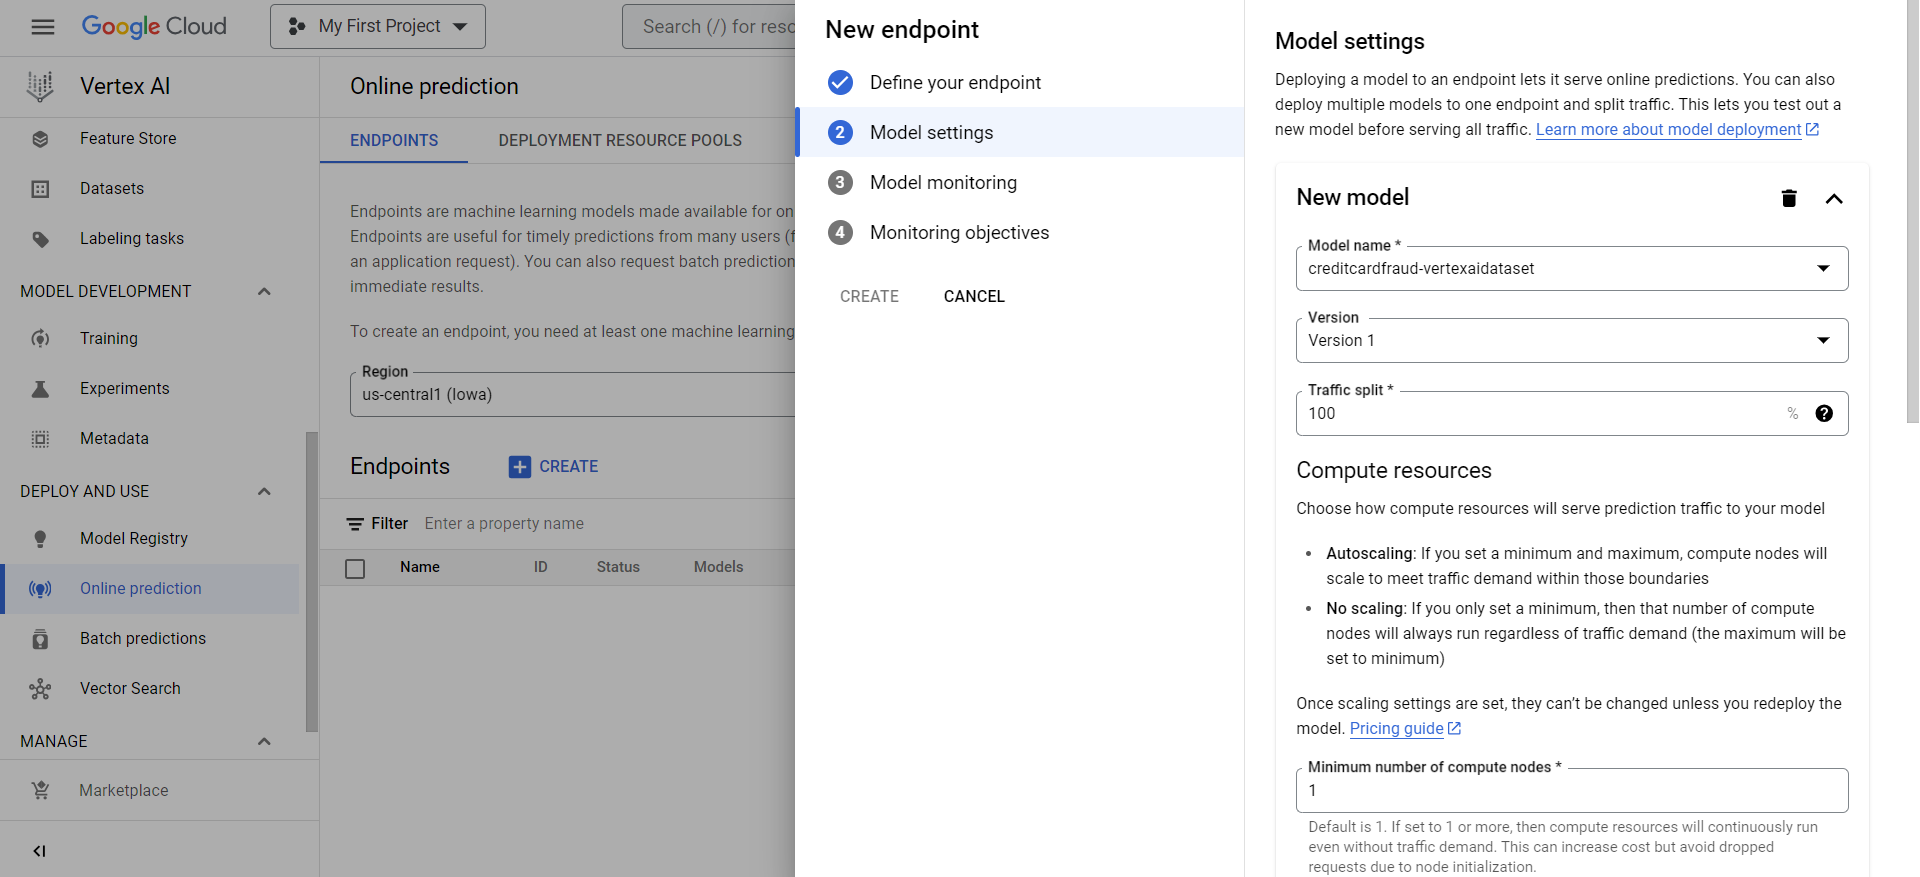 Google Cloud
My First Project
Search (/) for reso
Vertex AI
Feature Store
Datasets
Labeling tasks
MODEL DEVELOPMENT
Training
Experiments
Metadata
DEPLOY AND USE
Model Registry
Online prediction
Batch predictions
Vector Search
MANAGE
Marketplace
Online prediction
ENDPOINTS
DEPLOYMENT RESOURCE POOLS
Endpoints are machine learning models made available for on
Endpoints are useful for timely predictions from many users (f
an application request). You can also request batch prediction
immediate results.
To create an endpoint, you need at least one machine learning
Region
us-central1 (Iowa)
Endpoints
CREATE
Filter Enter a property name
Name ID Status Models
New endpoint
Define your endpoint
2 Model settings
3 Model monitoring
4 Monitoring objectives
CREATE CANCEL
Model settings
Deploying a model to an endpoint lets it serve online predictions. You can also
deploy multiple models to one endpoint and split traffic. This lets you test out a
new model before serving all traffic. Learn more about model deployment
New model
Model name *
creditcardfraud-vertexaidataset
Version
Version 1
Traffic split *
100 %
Compute resources
Choose how compute resources will serve prediction traffic to your model
• Autoscaling: If you set a minimum and maximum, compute nodes will
scale to meet traffic demand within those boundaries
• No scaling: If you only set a minimum, then that number of compute
nodes will always run regardless of traffic demand (the maximum will be
set to minimum)
Once scaling settings are set, they can't be changed unless you redeploy the
model. Pricing guide
Minimum number of compute nodes *
1
Default is 1. If set to 1 or more, then compute resources will continuously run
even without traffic demand. This can increase cost but avoid dropped
requests due to node initialization.